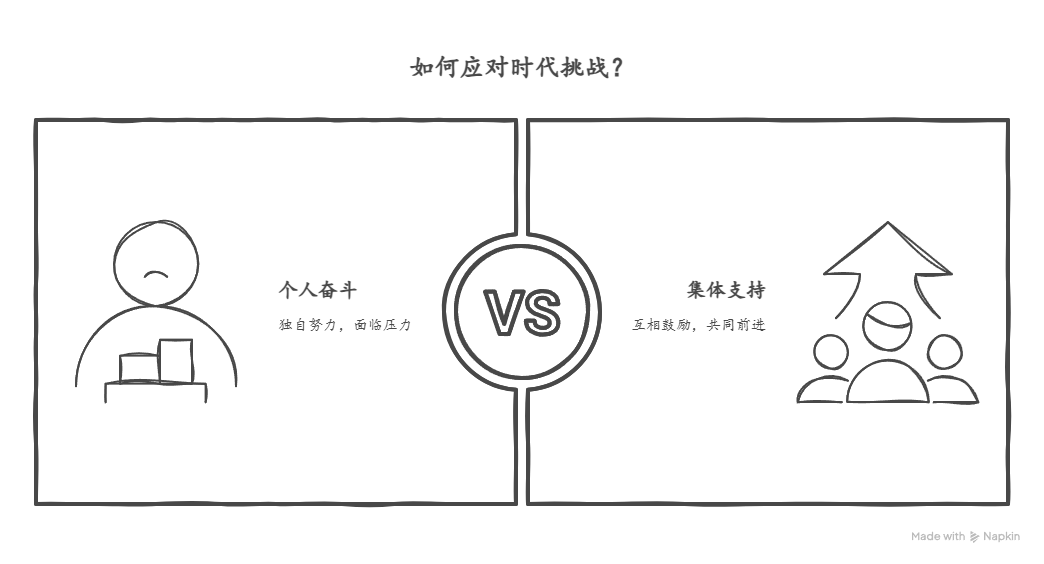 如何应对时代挑战？
个人奋斗
独自努力，面临压力
VS
集体支持
互相鼓励，共同前进
Made with Napkin